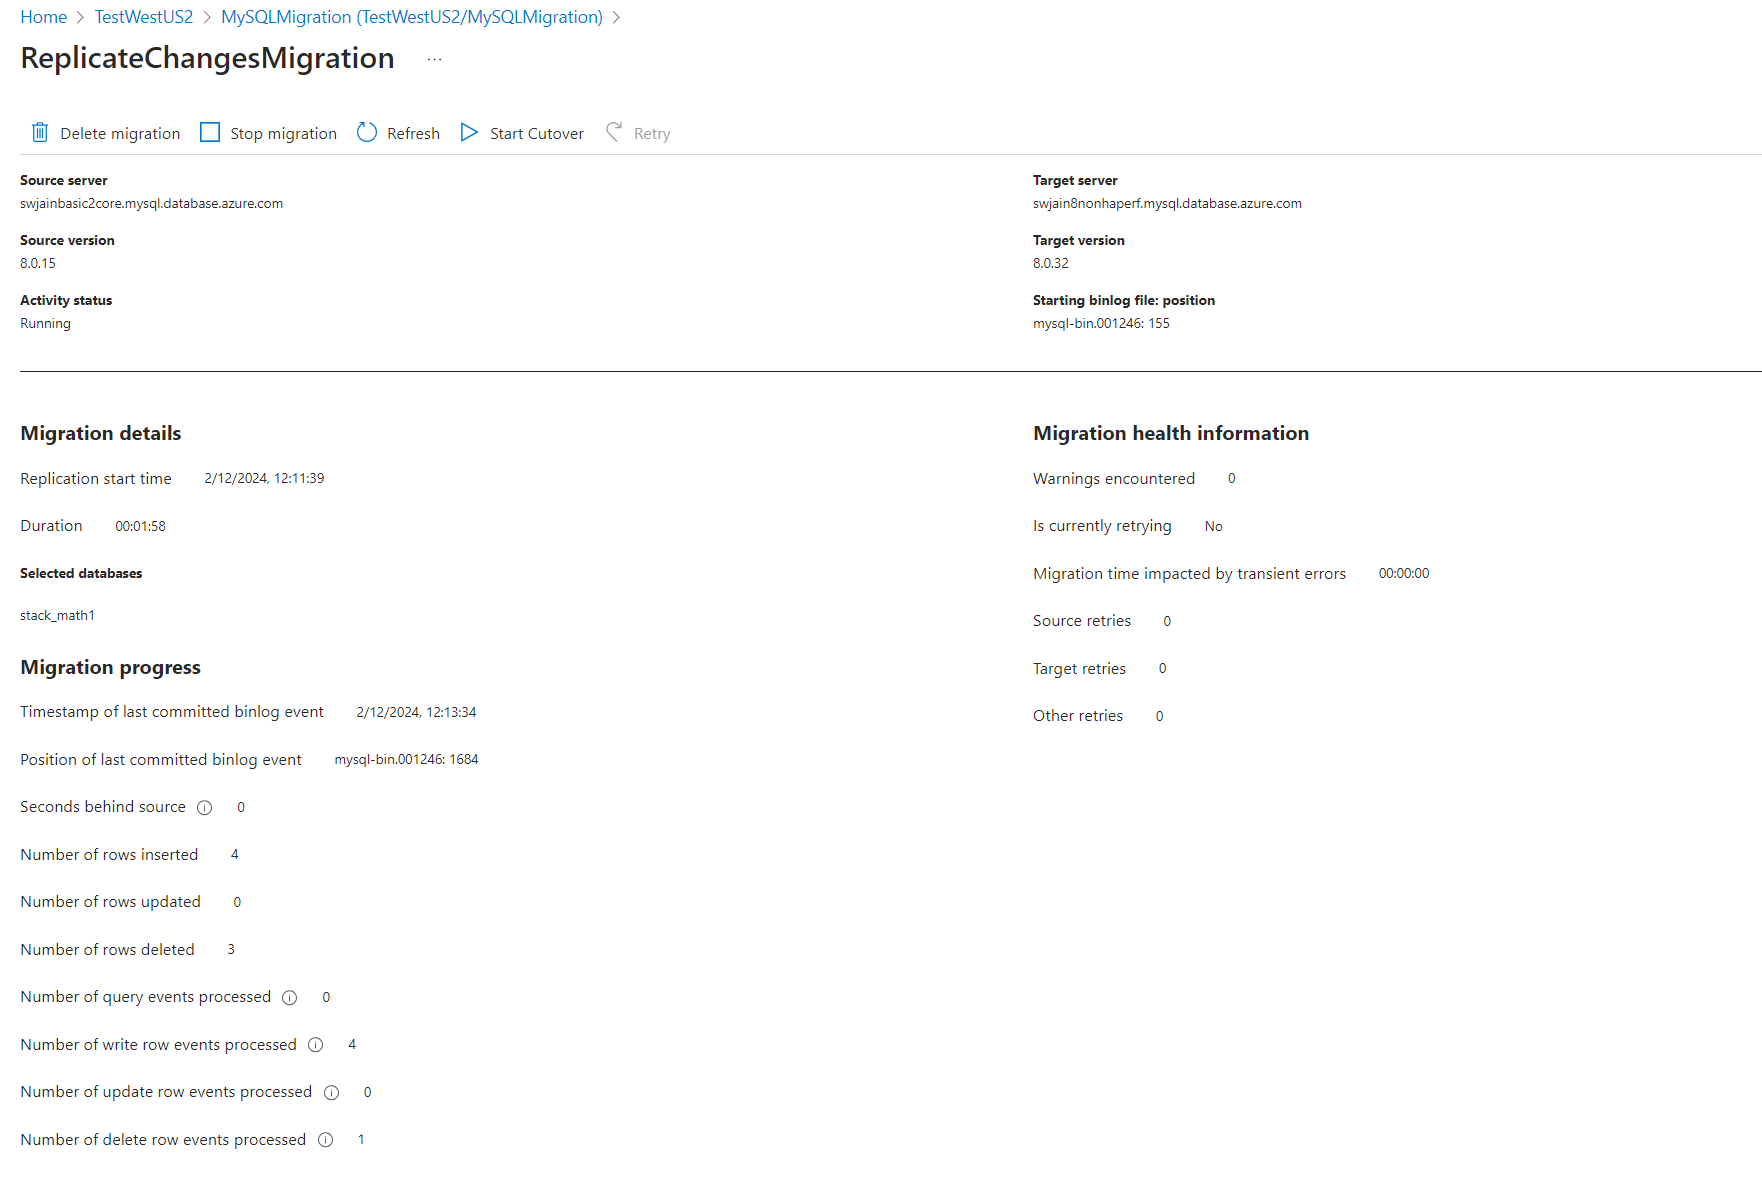 Home > TestWestUS2 > MySQLMigration (TestWestUS2/MySQLMigration) >
ReplicateChangesMigration ...
Delete migration Stop migration Refresh Start Cutover Retry
Source server
swjainbasic2core.mysql.database.azure.com
Source version
8.0.15
Activity status
Running
Target server
swjain8nonhaperf.mysql.database.azure.com
Target version
8.0.32
Starting binlog file: position
mysql-bin.001246: 155
Migration details
Replication start time 2/12/2024, 12:11:39
Duration 00:01:58
Selected databases
stack_math1
Migration progress
Timestamp of last committed binlog event 2/12/2024, 12:13:34
Position of last committed binlog event mysql-bin.001246: 1684
Seconds behind source 0
Number of rows inserted 4
Number of rows updated 0
Number of rows deleted 3
Number of query events processed 0
Number of write row events processed 4
Number of update row events processed 0
Number of delete row events processed 1
Migration health information
Warnings encountered 0
Is currently retrying No
Migration time impacted by transient errors 00:00:00
Source retries 0
Target retries 0
Other retries 0